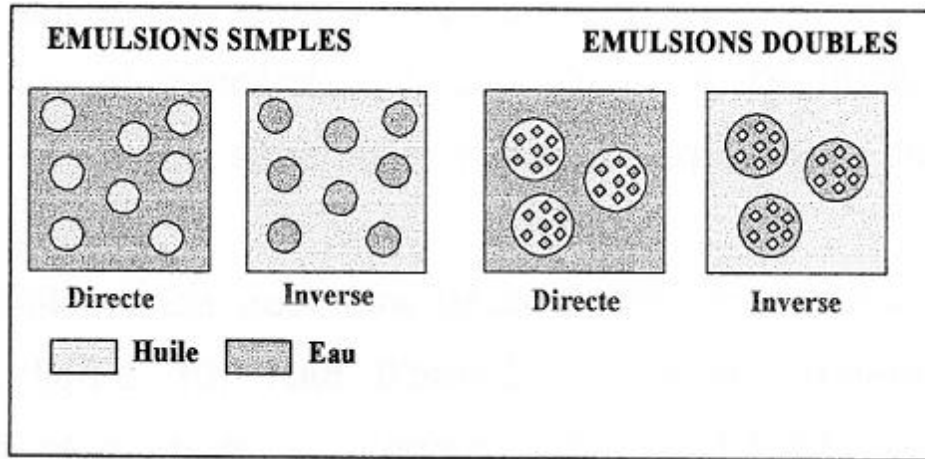 EMULSIONS SIMPLES
EMULSIONS DOUBLES
Directe
Inverse
Directe
Inverse
Huile
Eau